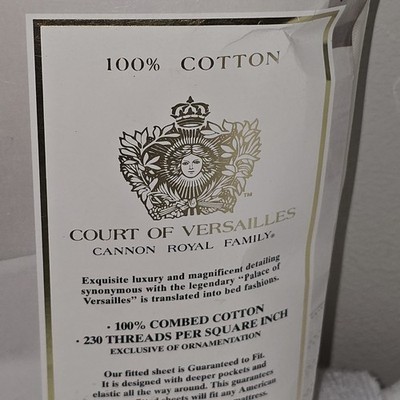 100% COTTON
TM
COURT OF VERSAILLES
CANNON ROYAL FAMILY®
Exquisite luxury and magnificent detailing
synonymous with the legendary "Palace of
Versailles" is translated into bed fashions.
• 100% COMBED COTTON
• 230 THREADS PER SQUARE INCH
EXCLUSIVE OF ORNAMENTATION
Our fitted sheet is Guaranteed to Fit.
It is designed with deeper pockets and
elastic all the way around. This guarantees
fitted sheets will fit any American
mattress.